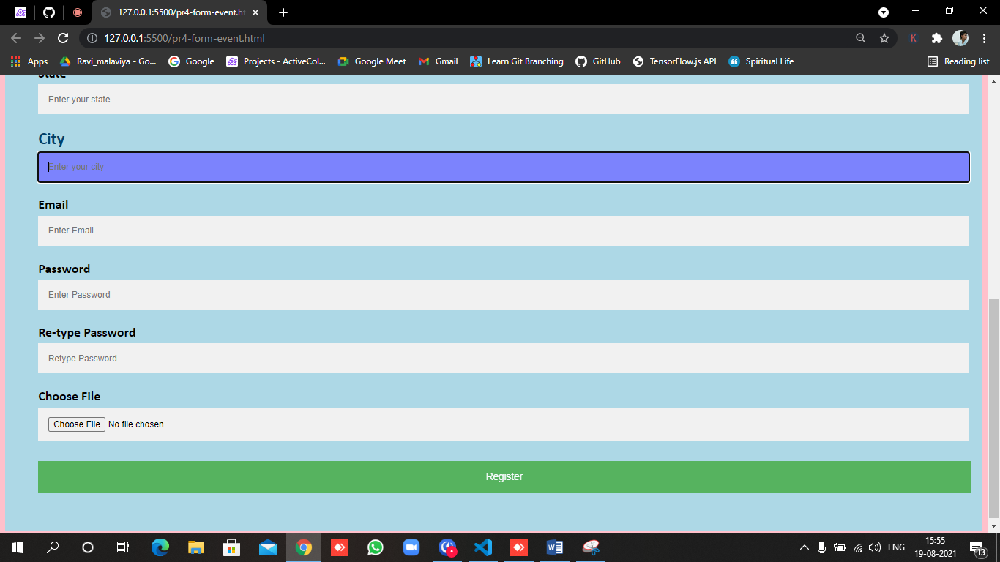 127.0.0.1:5500/pr4-form-event.ht
127.0.0.1:5500/pr4-form-event.html
Apps Ravi_malaviya - Go... Google Projects - ActiveCol... Google Meet Gmail Learn Git Branching GitHub TensorFlow.js API Spiritual Life Reading list
State
Enter your state
City
Enter your city
Email
Enter Email
Password
Enter Password
Re-type Password
Retype Password
Choose File
Choose File No file chosen
Register
ENG
15:55
19-08-2021
13